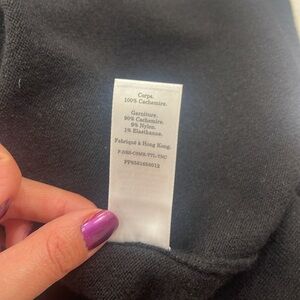 Corps.
100% Cachemire.
Garniture.
90% Cachemire.
9% Nylon.
1% Elasthanne.
Fabriqué à Hong Kong.